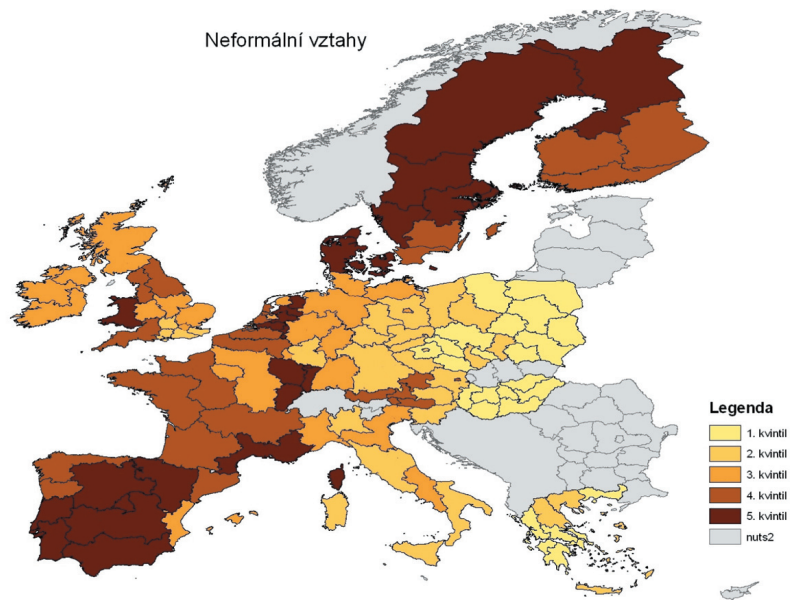 Neformální vztahy
Legenda
1. kvintil
2. kvintil
3. kvintil
4. kvintil
5. kvintil
nuts2